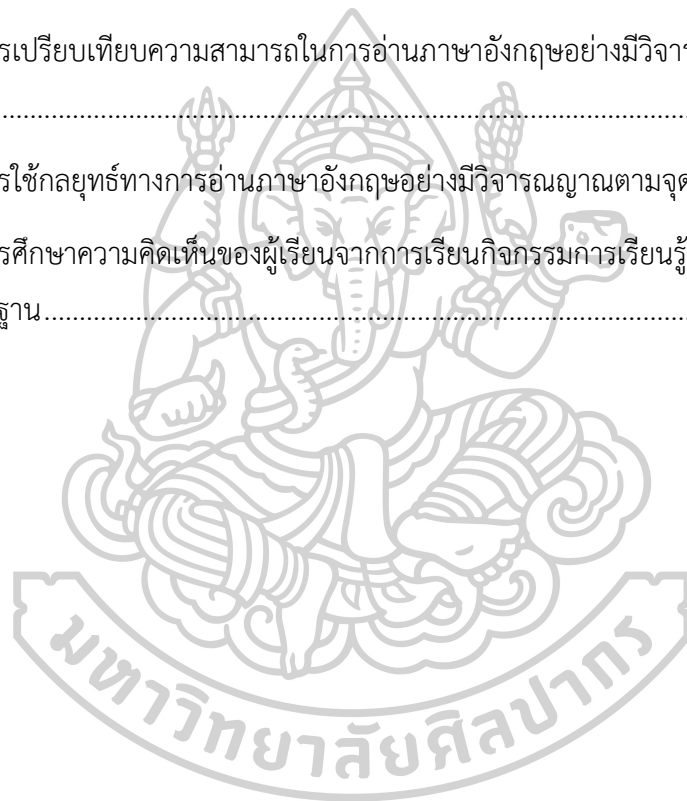 รเปรียบเทียบความสามารถในการอ่านภาษาอังกฤษอย่างมีวิจาร
................................................................................................
รใช้กลยุทธ์ทางการอ่านภาษาอังกฤษอย่างมีวิจารณญาณตามจุด
รศึกษาความคิดเห็นของผู้เรียนจากการเรียนกิจกรรมการเรียนรู้
ฐาน............................................................................................
มหาวิทยาลัยศิลปากร